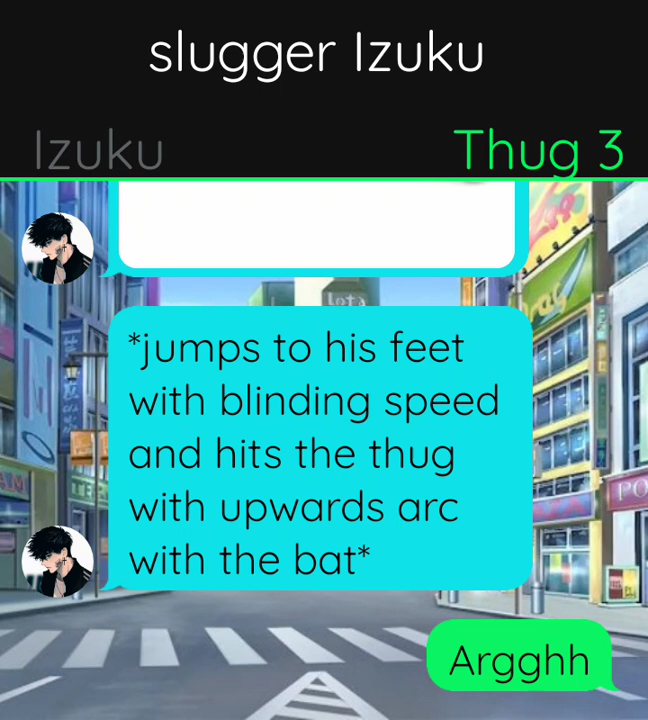 slugger Izuku
Izuku
Thug 3
*jumps to his feet
with blinding speed
and hits the thug
with upwards arc
with the bat*
Argghh